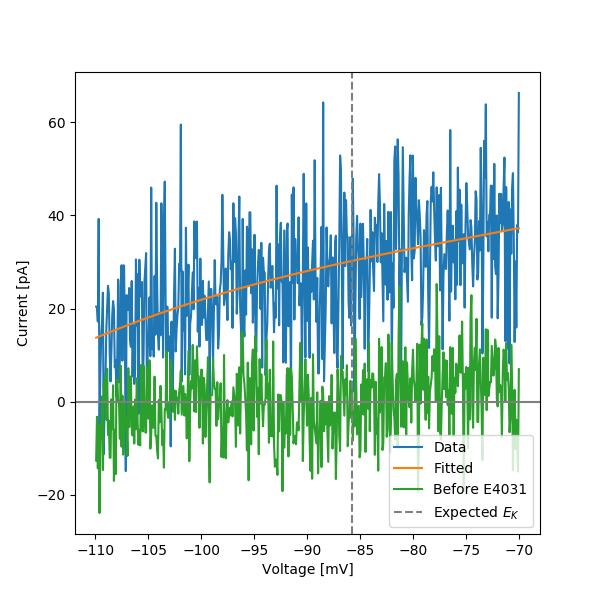 60
40
20
0
−20
Current [pA]
−110
−105
−100
−95
−90
−85
−80
−75
−70
Voltage [mV]
Data
Fitted
Before E4031
Expected E_K